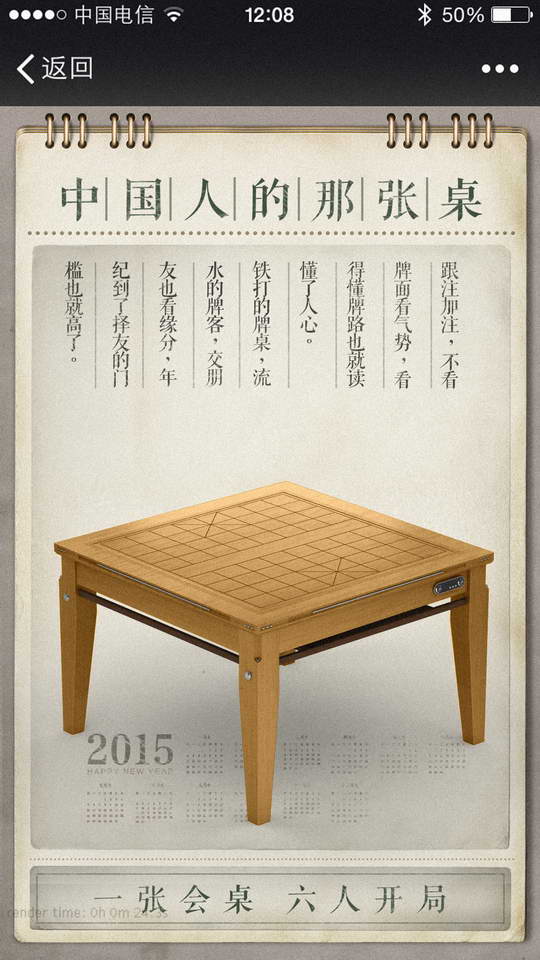 中国电信
12:08
50%
返回
中国人的那张桌
跟注加注，不看
牌面看气势，看
得懂牌路也就读
懂了人心。
铁打的牌桌，流
水的牌客，交朋
友也看缘分，年
纪到了择友的门
槛也就高了。
2015
HAPPY NEW YEAR
一张会桌 六人开局
render time: 0h 0m 24.3s